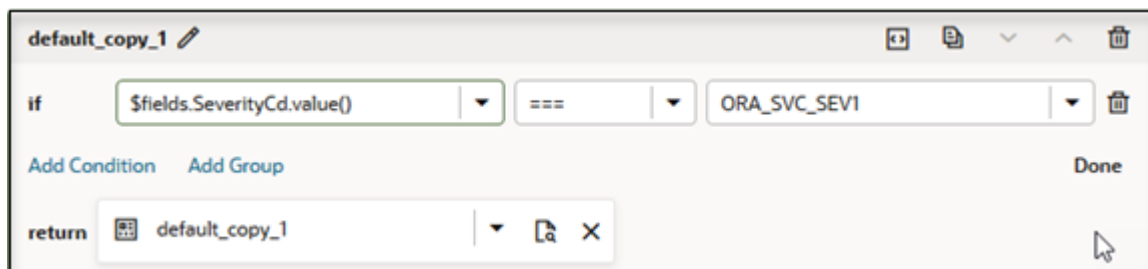 default_copy_1
if $fields.SeverityCd.value() === ORA_SVC_SEV1
Add Condition Add Group Done
return default_copy_1